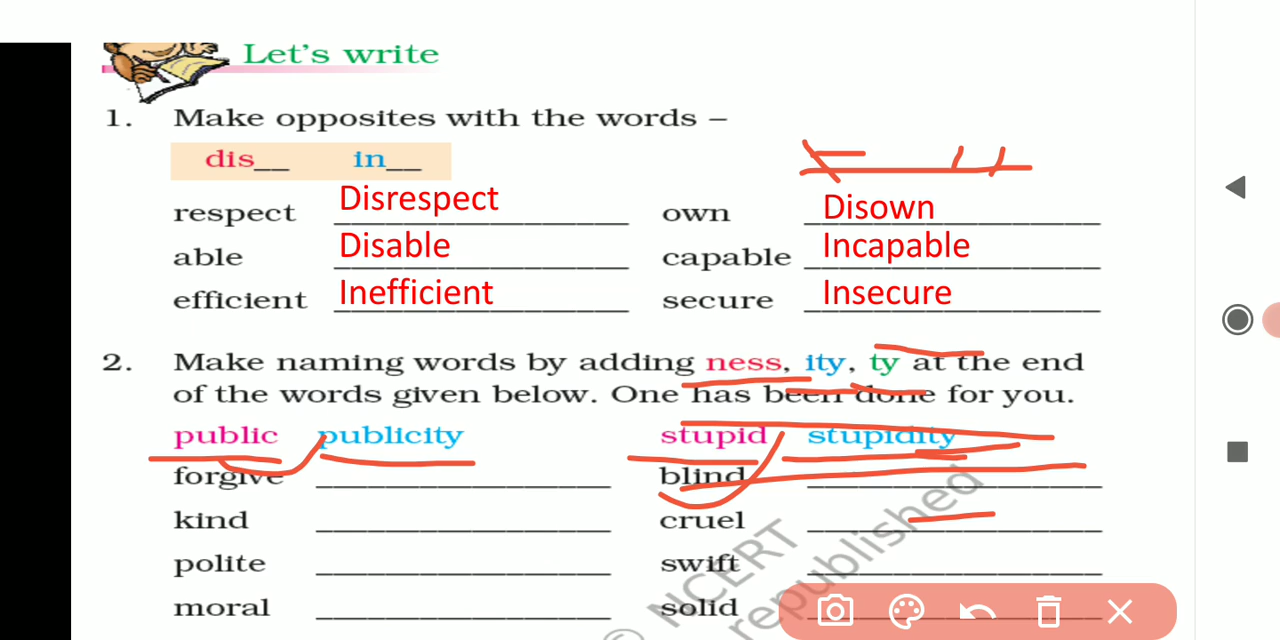 Let's write
1. Make opposites with the words –
dis__ in__
respect Disrespect own Disown
able Disable capable Incapable
efficient Inefficient secure Insecure
2. Make naming words by adding ness, ity, ty at the end
of the words given below. One has been done for you.
public publicity stupid stupidity
forgive blind
kind cruel
polite swift
moral solid
© NCERT
republished